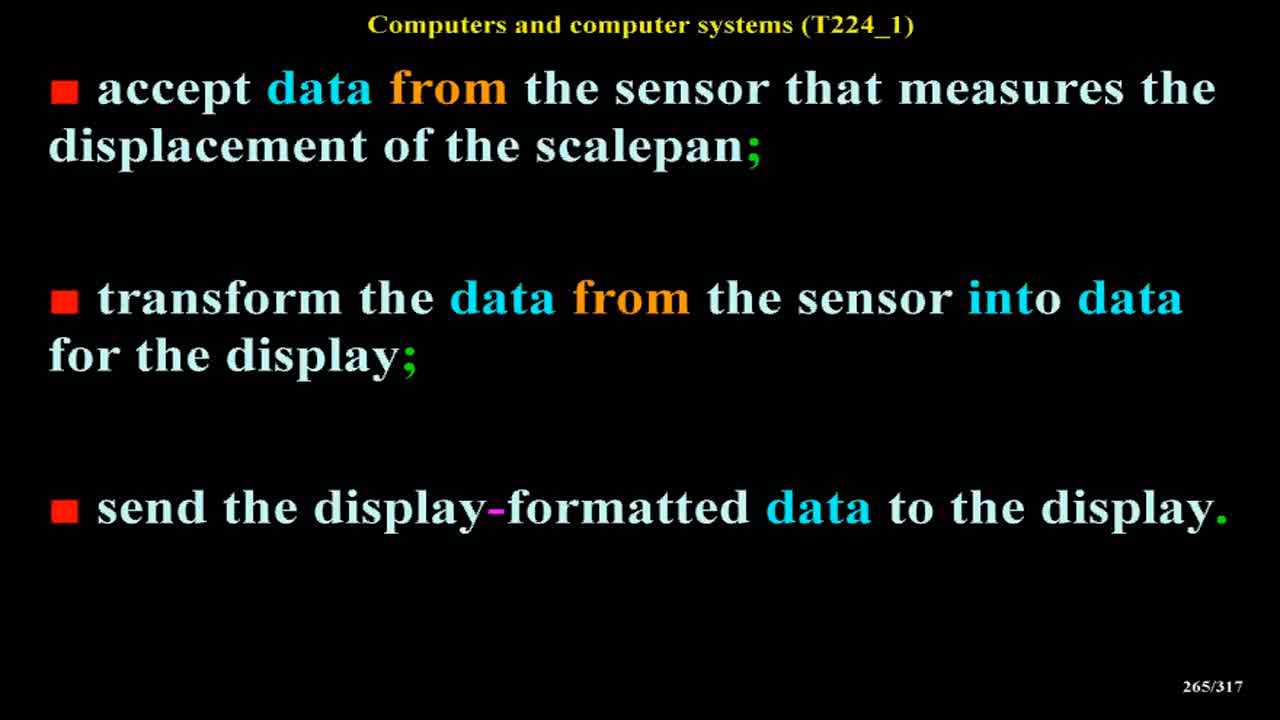 Computers and computer systems (T224_1)
■ accept data from the sensor that measures the
displacement of the scalepan;
■ transform the data from the sensor into data
for the display;
■ send the display-formatted data to the display.
265/317